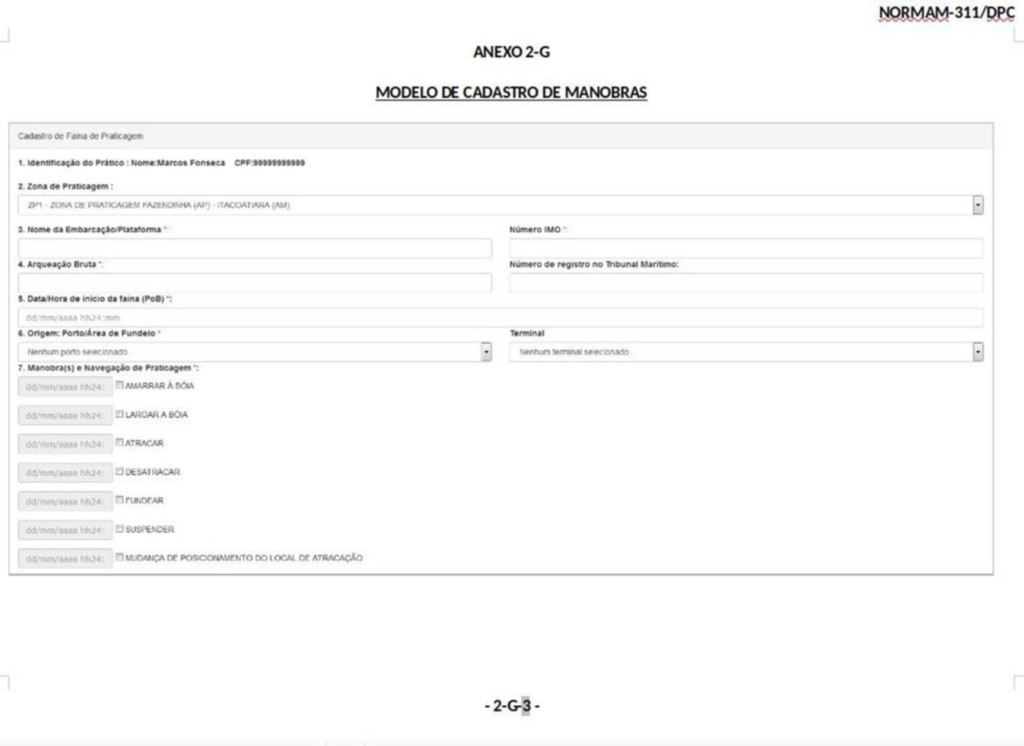 NORMAM-311/DPC
ANEXO 2-G
MODELO DE CADASTRO DE MANOBRAS
Cadastro de Faina de Praticagem
1. Identificação do Prático : Nome:Marcos Fonseca CPF:99999999999
2. Zona de Praticagem :
ZP1 - ZONA DE PRATICAGEM FAZENDINHA (AP) - ITACOATIARA (AM)
3. Nome da Embarcação/Plataforma *: Número IMO *:
4. Arqueação Bruta *: Número de registro no Tribunal Marítimo:
5. Data/Hora de início da faina (PoB) *:
dd/mm/aaaa hh24:mm
6. Origem: Porto/Área de Fundeio * Terminal
Nenhum porto selecionado... Nenhum terminal selecionado...
7. Manobra(s) e Navegação de Praticagem *:
dd/mm/aaaa hh24: AMARRAR À BÓIA
dd/mm/aaaa hh24: LARGAR A BÓIA
dd/mm/aaaa hh24: ATRACAR
dd/mm/aaaa hh24: DESATRACAR
dd/mm/aaaa hh24: FUNDEAR
dd/mm/aaaa hh24: SUSPENDER
dd/mm/aaaa hh24: MUDANÇA DE POSICIONAMENTO DO LOCAL DE ATRACAÇÃO
- 2-G-3 -